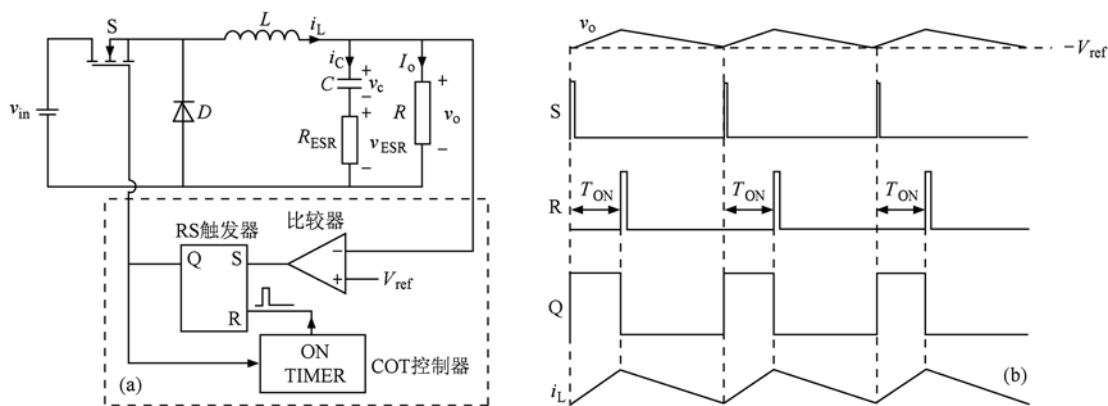 S
L
i_L
i_C
I_o
v_in
D
C
v_c
R_ESR
v_ESR
R
v_o
RS触发器
比较器
Q
S
R
V_ref
ON
TIMER
COT控制器
(a)
v_o
−V_ref
S
R
T_ON
T_ON
T_ON
Q
i_L
(b)